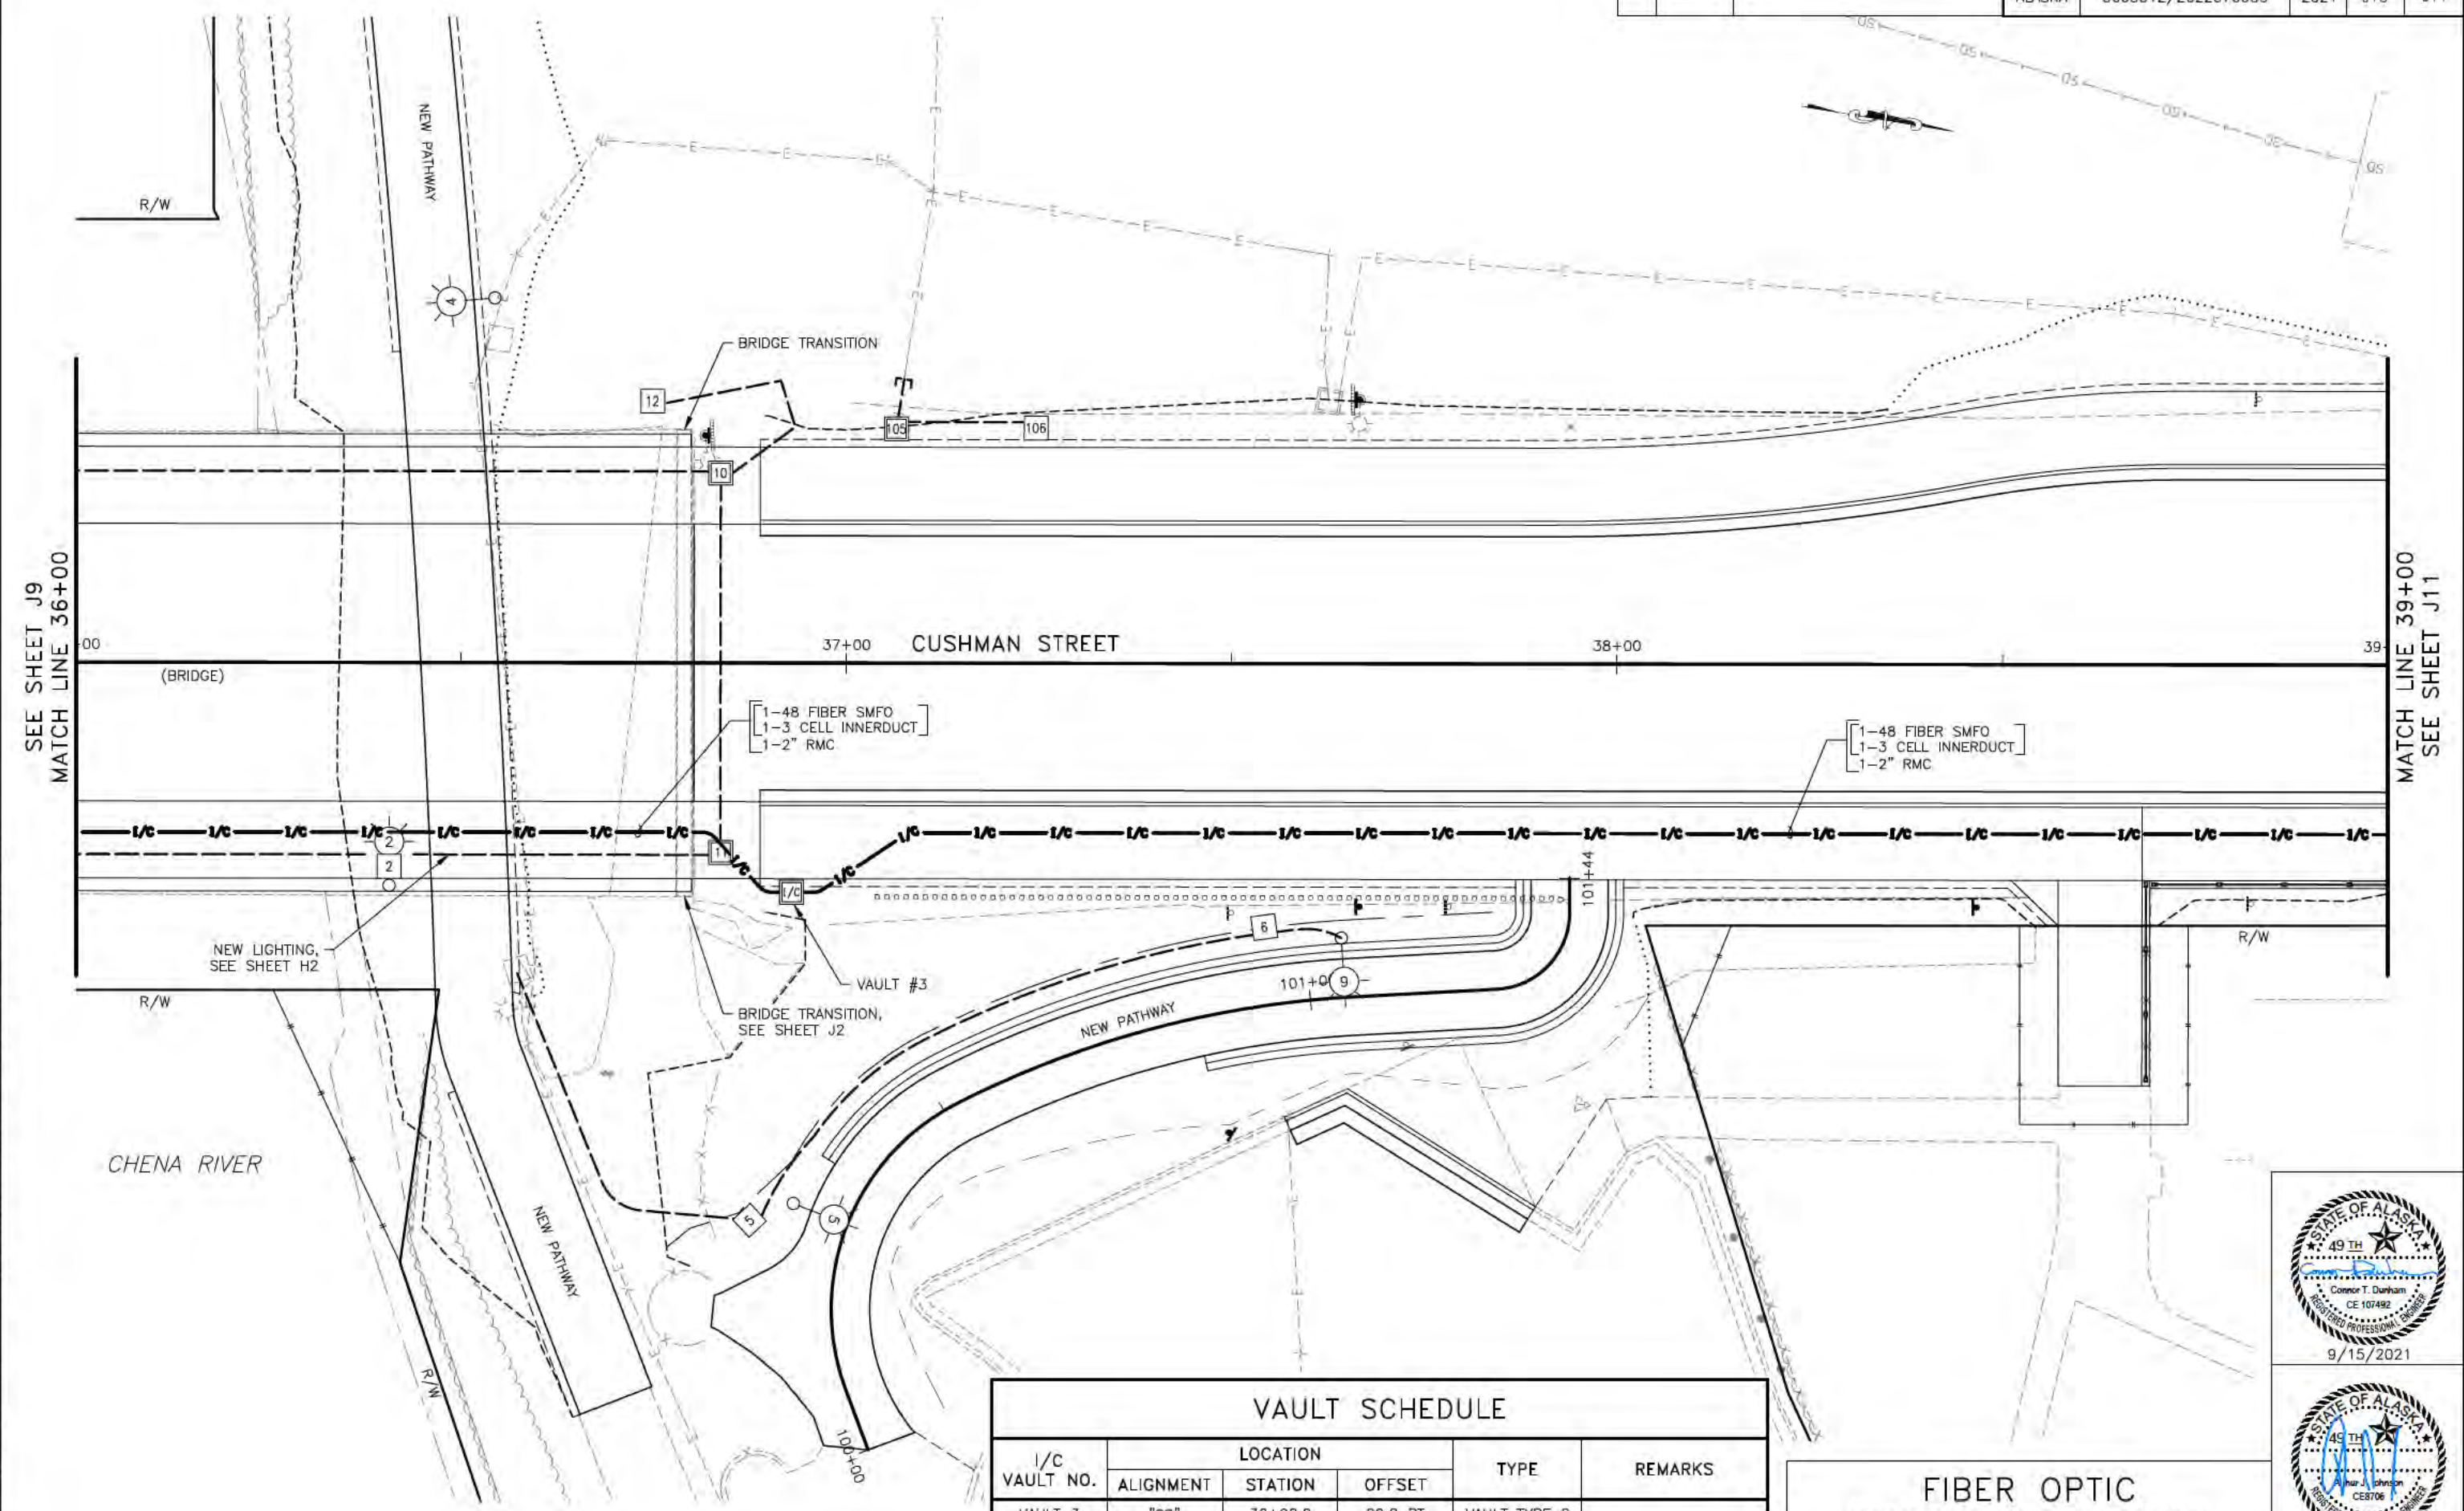 R/W
NEW PATHWAY
4
BRIDGE TRANSITION
12
105
106
10
SEE SHEET J9
MATCH LINE 36+00
00
37+00
CUSHMAN STREET
38+00
39
MATCH LINE 39+00
SEE SHEET J11
(BRIDGE)
1-48 FIBER SMFO
1-3 CELL INNERDUCT
1-2" RMC
1-48 FIBER SMFO
1-3 CELL INNERDUCT
1-2" RMC
2
2
11
I/C
101+44
6
NEW LIGHTING,
SEE SHEET H2
R/W
R/W
VAULT #3
101+0
9
BRIDGE TRANSITION,
SEE SHEET J2
NEW PATHWAY
CHENA RIVER
5
5
NEW PATHWAY
R/W
100+00
STATE OF ALASKA
49 TH
Connor T. Dunham
CE 107492
REGISTERED PROFESSIONAL ENGINEER
9/15/2021
STATE OF ALASKA
49 TH
VAULT SCHEDULE
I/C
VAULT NO.
LOCATION
ALIGNMENT
STATION
OFFSET
TYPE
REMARKS
FIBER OPTIC